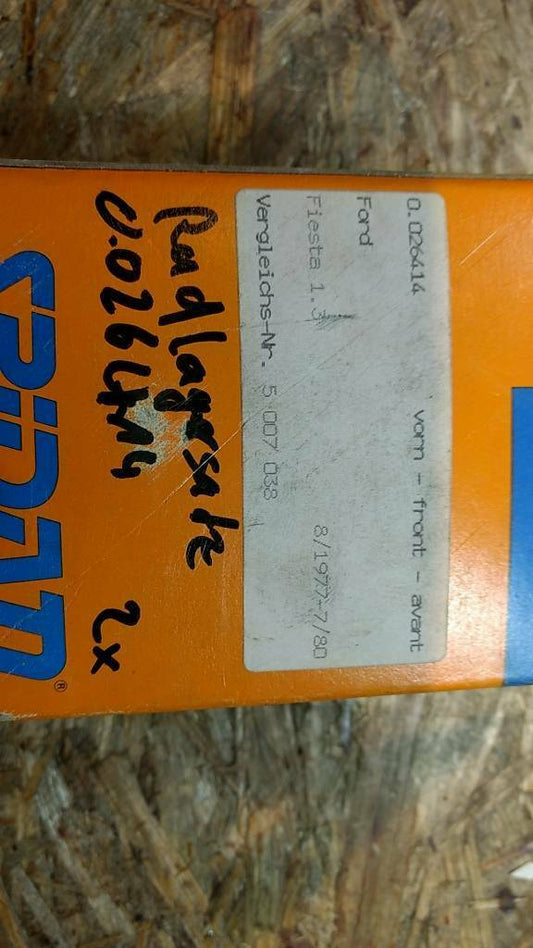 0.026414 vorn - front - avant
Ford
Fiesta 1.3 8/1977-7/80
Vergleichs-Nr. 5 007 038
Radlagersatz
0.026414 2x
SPIDAN®